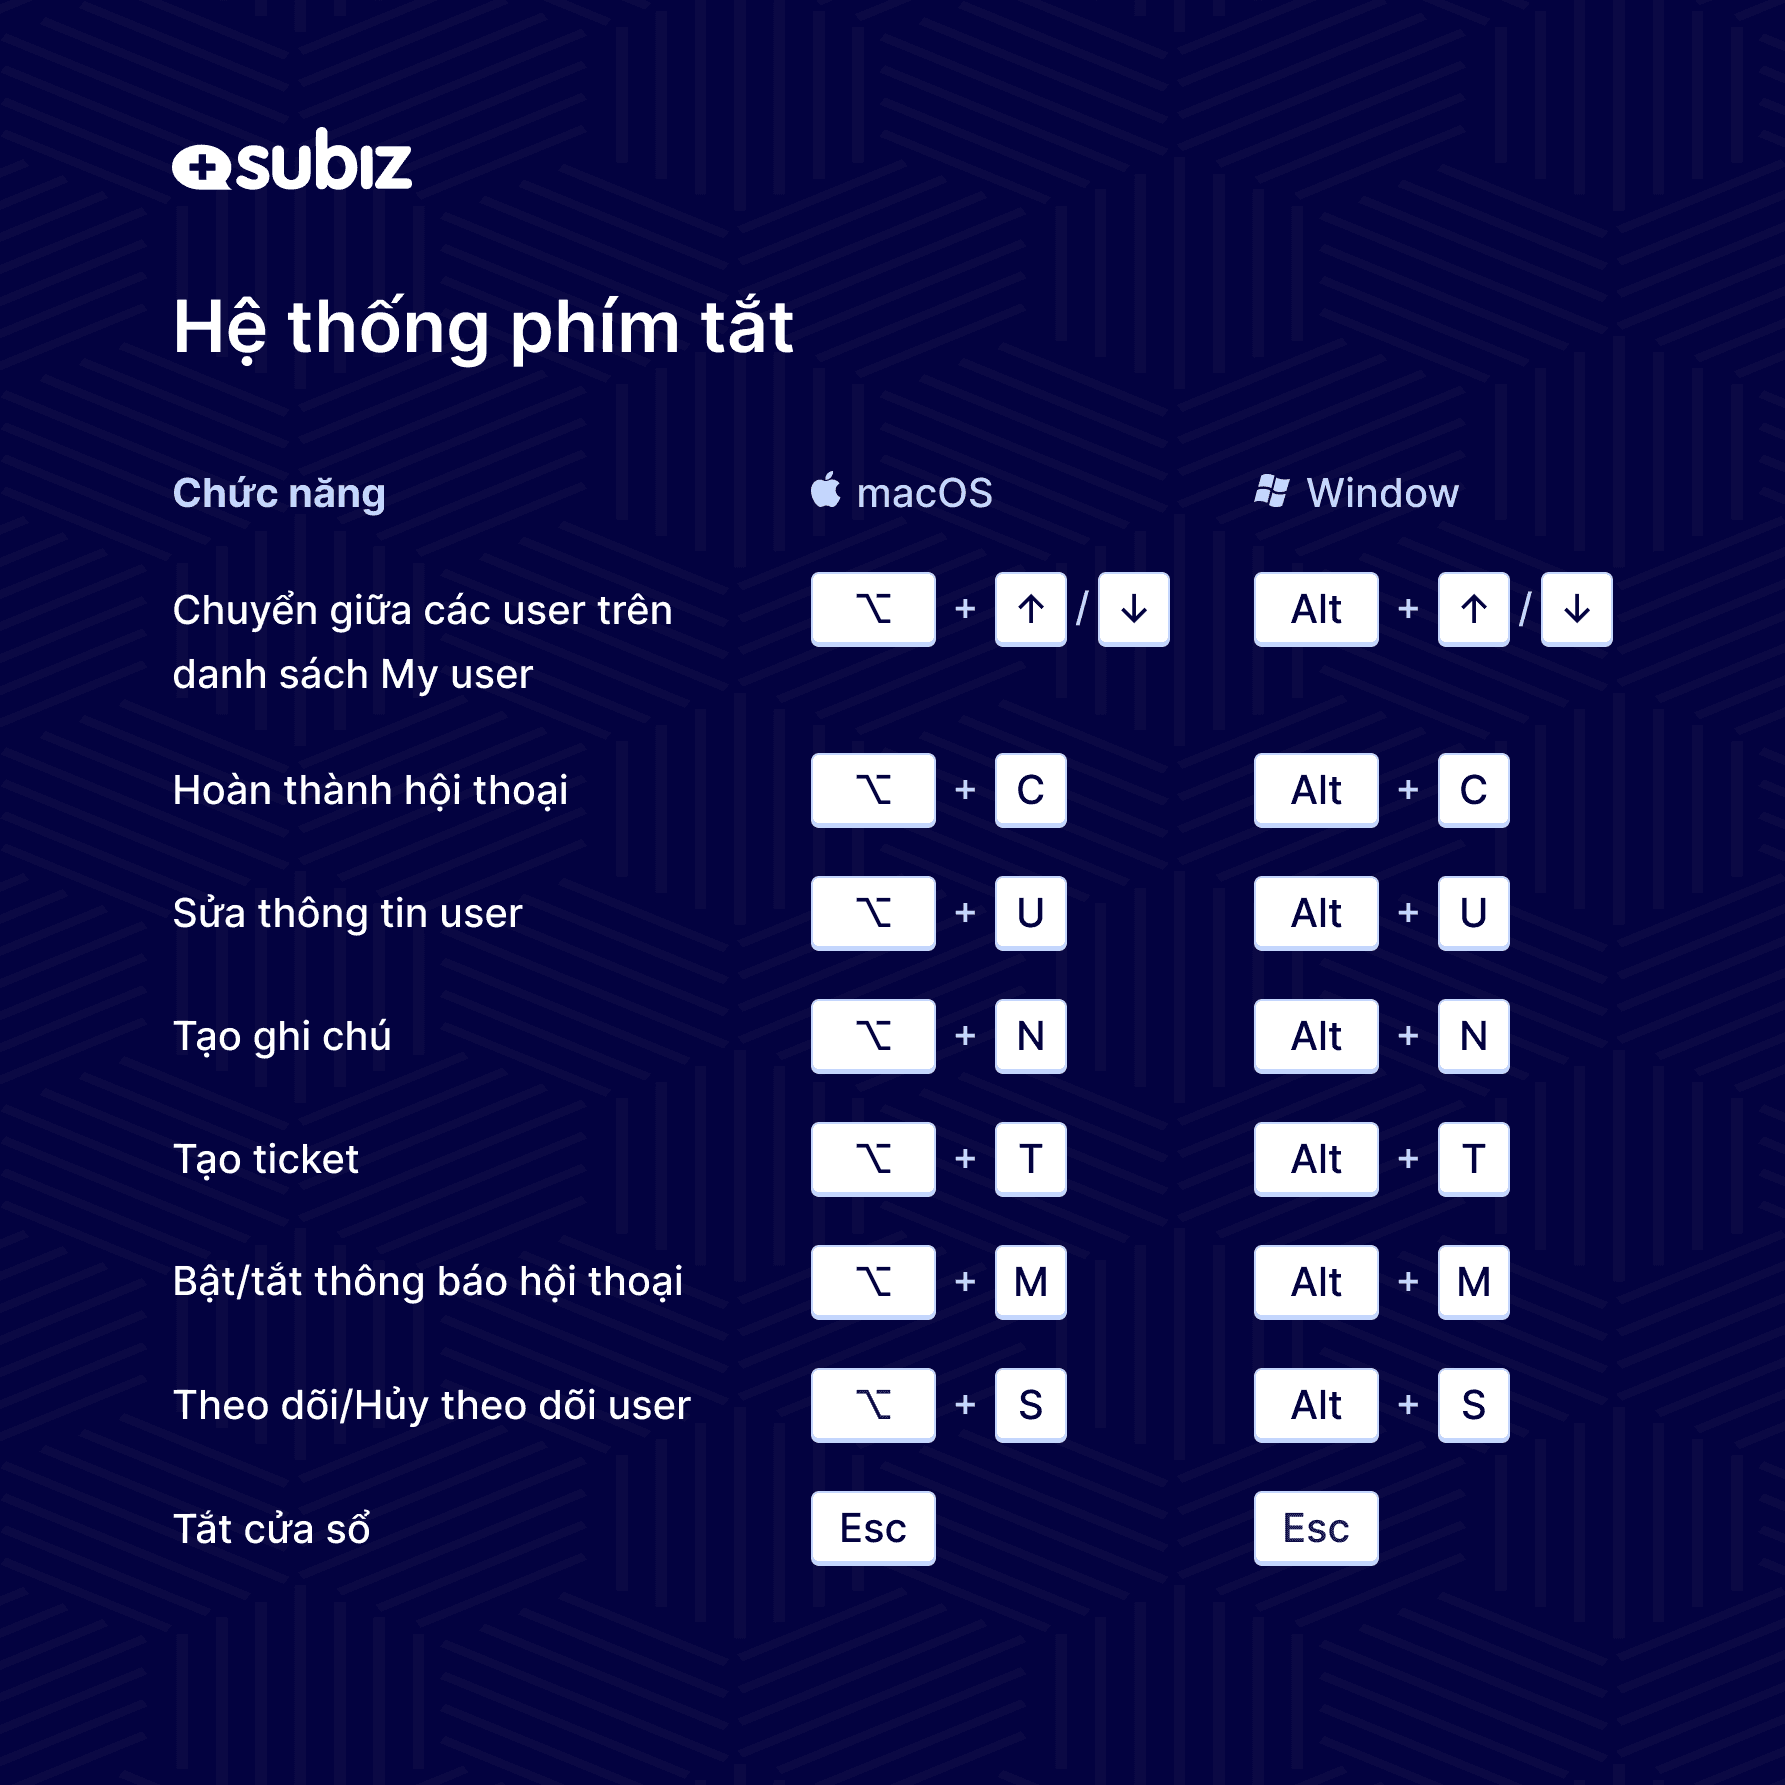 subiz
Hệ thống phím tắt
Chức năng macOS Window
Chuyển giữa các user trên ⌥ + ↑ / ↓ Alt + ↑ / ↓
danh sách My user
Hoàn thành hội thoại ⌥ + C Alt + C
Sửa thông tin user ⌥ + U Alt + U
Tạo ghi chú ⌥ + N Alt + N
Tạo ticket ⌥ + T Alt + T
Bật/tắt thông báo hội thoại ⌥ + M Alt + M
Theo dõi/Hủy theo dõi user ⌥ + S Alt + S
Tắt cửa sổ Esc Esc